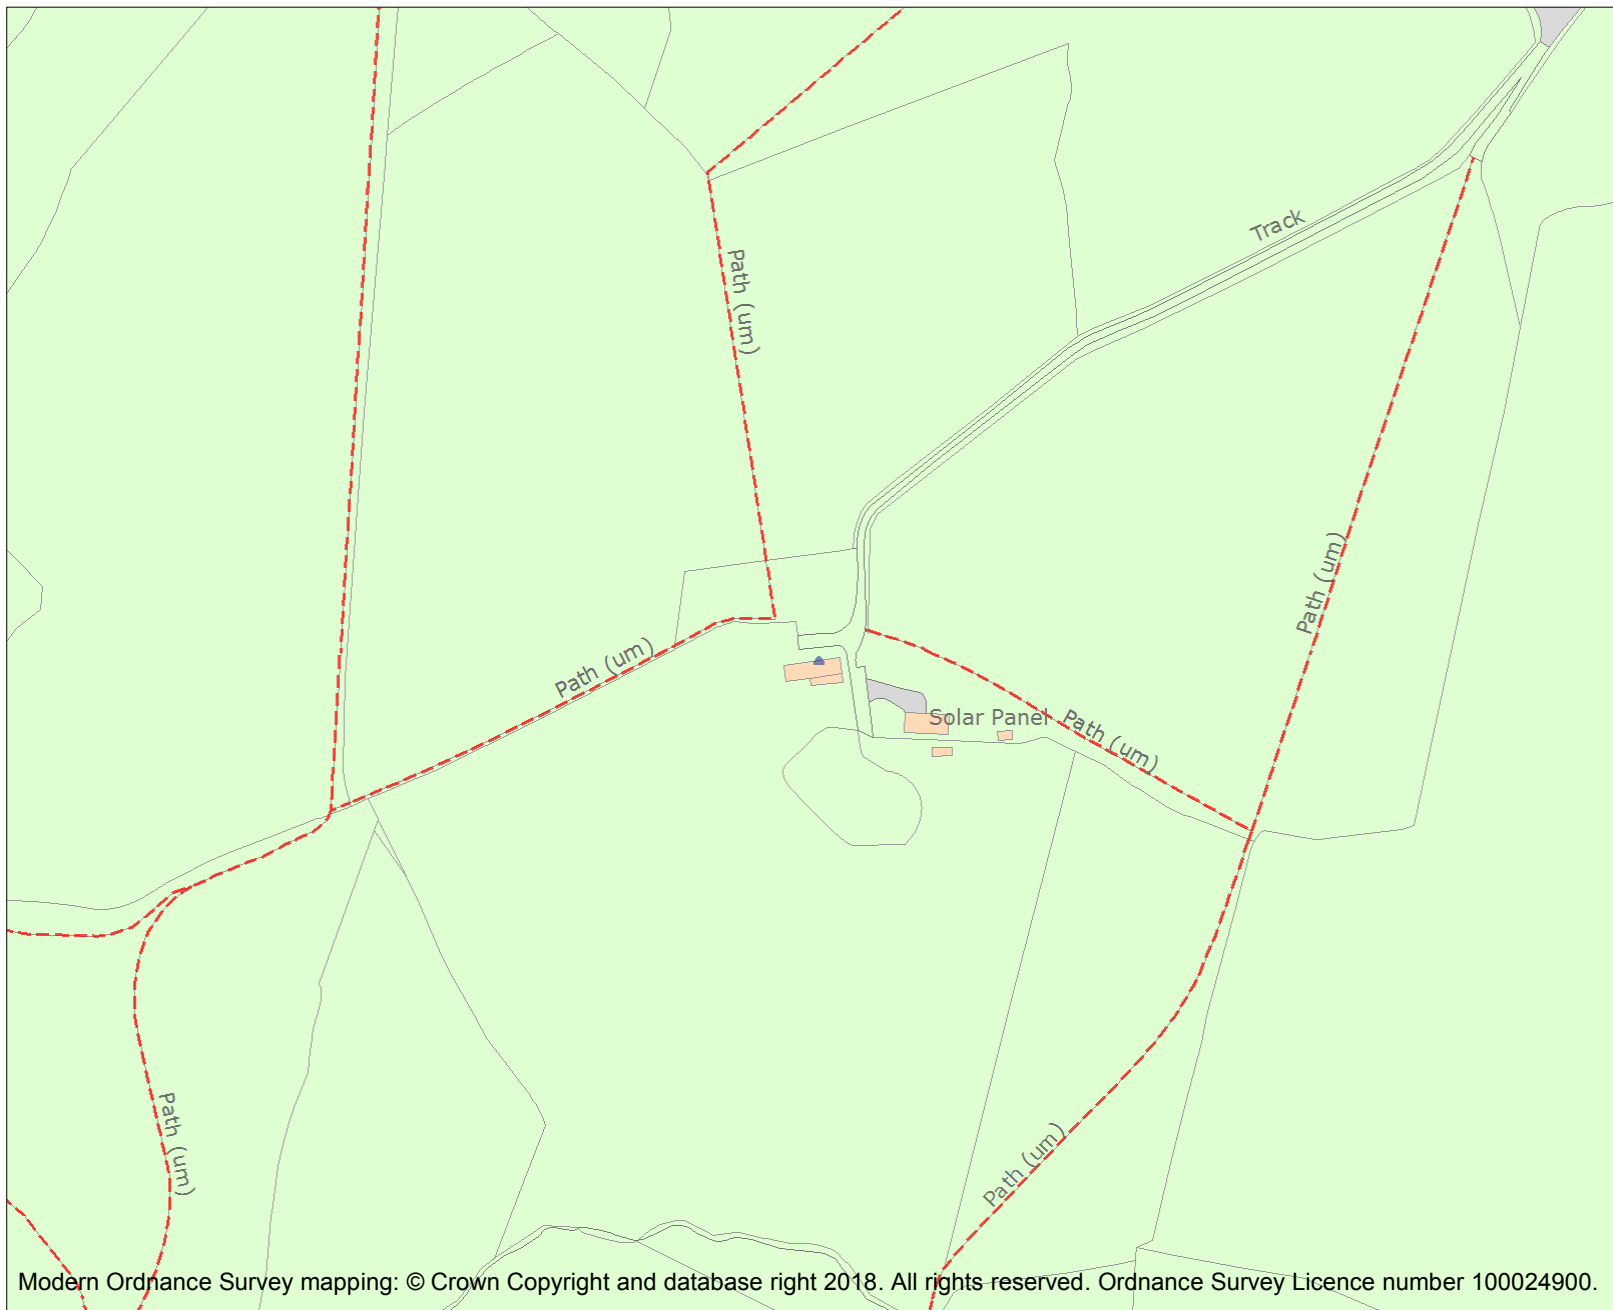 Track
Path (um)
Path (um)
Path (um)
Solar Panel
Path (um)
Path (um)
Path (um)
Modern Ordnance Survey mapping: © Crown Copyright and database right 2018. All rights reserved. Ordnance Survey Licence number 100024900.